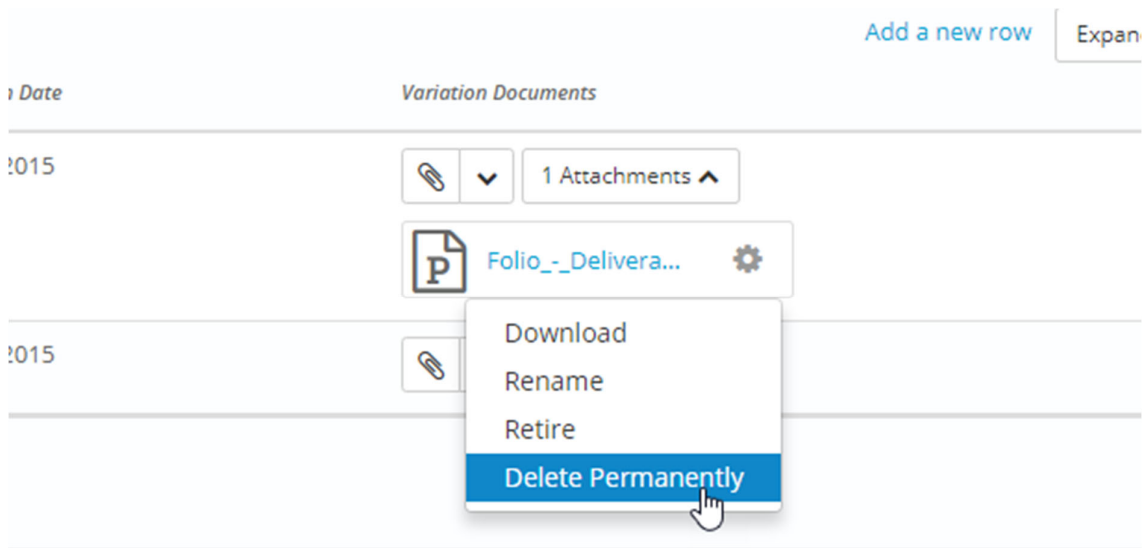 Add a new row
Expan
n Date
Variation Documents
2015
1 Attachments
P
Folio_-_Delivera...
2015
Download
Rename
Retire
Delete Permanently